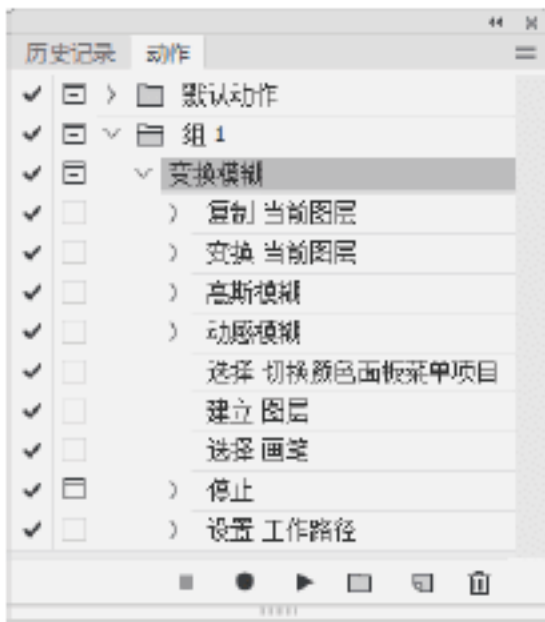 历史记录 动作
默认动作
组 1
变换模糊
复制 当前图层
变换 当前图层
高斯模糊
动感模糊
选择 切换颜色面板菜单项目
建立 图层
选择 画笔
停止
设置 工作路径